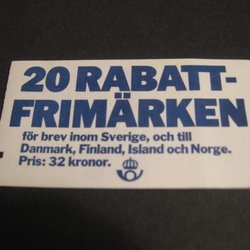 20 RABATT-
FRIMÄRKEN
för brev inom Sverige, och till
Danmark, Finland, Island och Norge.
Pris: 32 kronor.